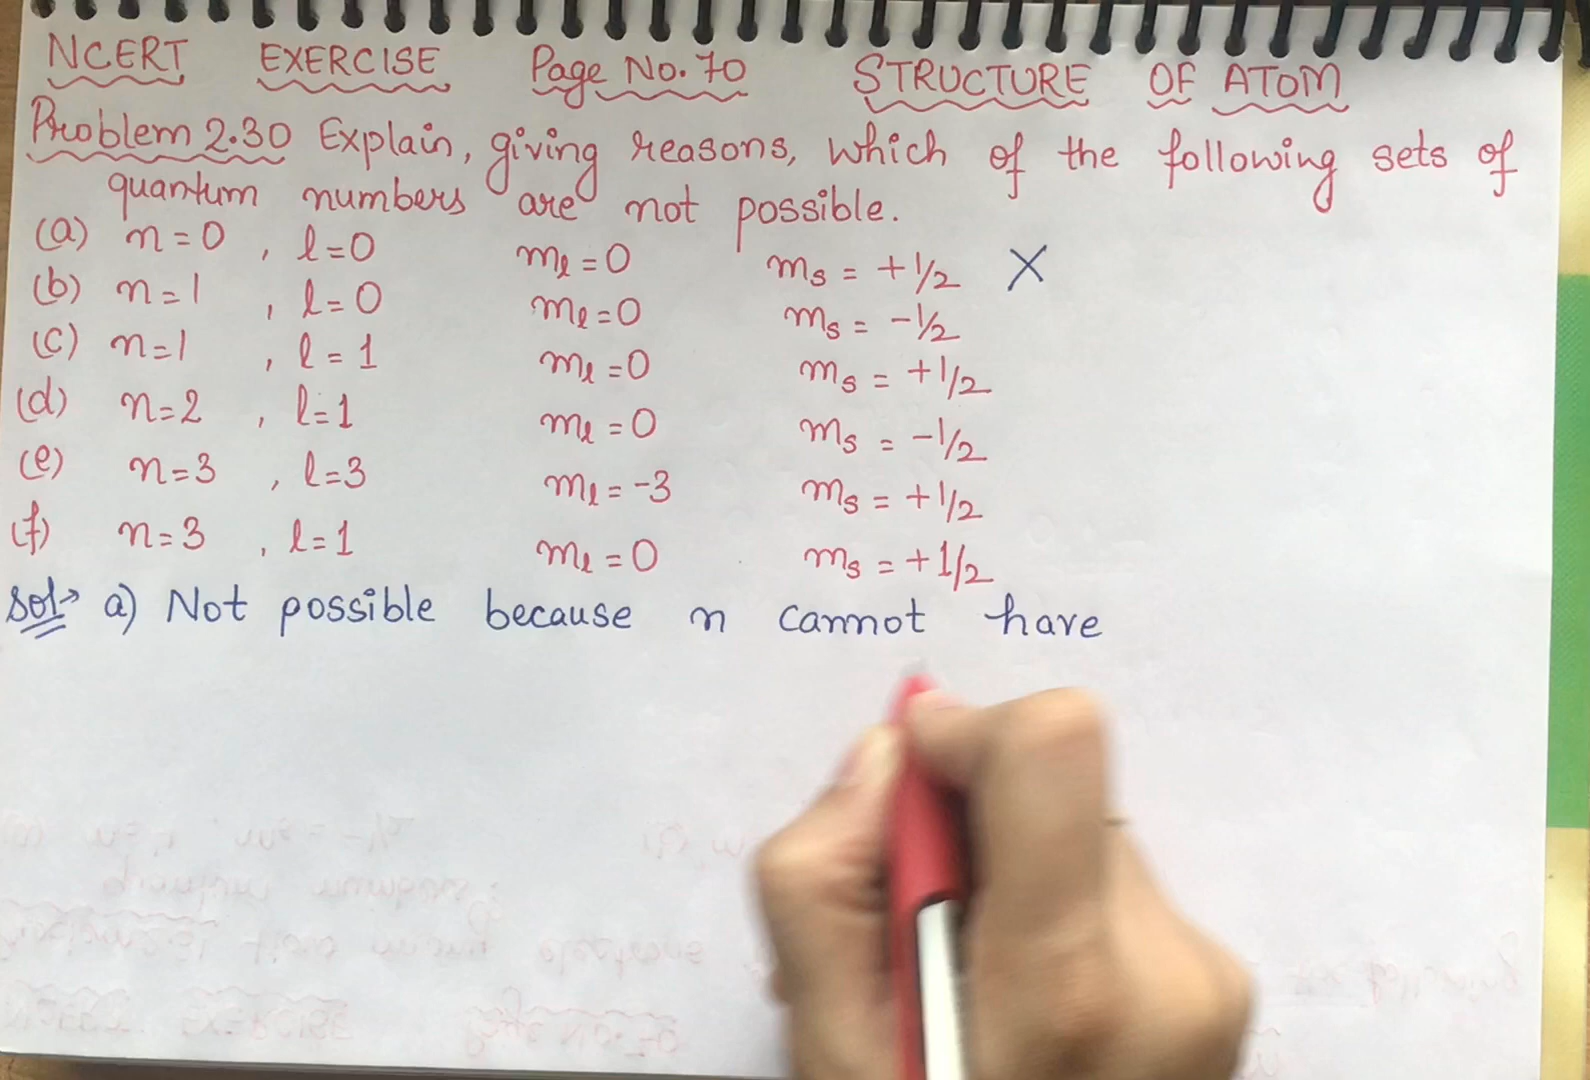 NCERT EXERCISE Page No. 70 STRUCTURE OF ATOM
Problem 2.30 Explain, giving reasons, which of the following sets of
quantum numbers are not possible.
(a) n=0 , l=0 ml=0 ms = +1/2 X
(b) n=1 , l=0 ml=0 ms = -1/2
(c) n=1 , l=1 ml=0 ms = +1/2
(d) n=2 , l=1 ml=0 ms = -1/2
(e) n=3 , l=3 ml=-3 ms = +1/2
(f) n=3 , l=1 ml=0 ms = +1/2
Sol→ a) Not possible because n cannot have